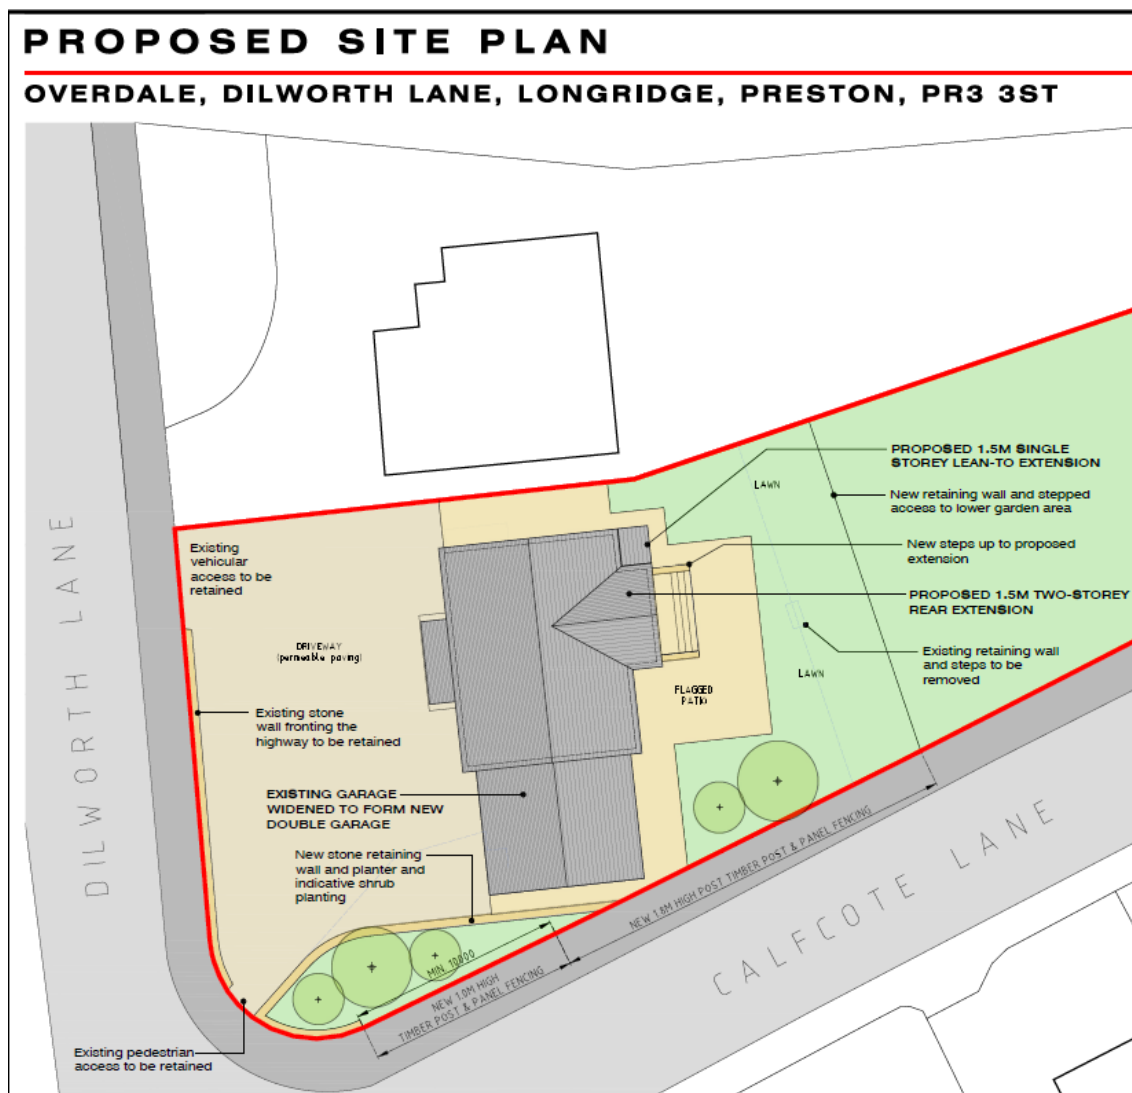 PROPOSED SITE PLAN
OVERDALE, DILWORTH LANE, LONGRIDGE, PRESTON, PR3 3ST
PROPOSED 1.5M SINGLE
STOREY LEAN-TO EXTENSION
LAWN
New retaining wall and stepped
access to lower garden area
New steps up to proposed
extension
Existing
vehicular
access to be
retained
PROPOSED 1.5M TWO-STOREY
REAR EXTENSION
DRIVEWAY
(permeable paving)
Existing retaining wall
and steps to be
removed
LAWN
FLAGGED
PATIO
Existing stone
wall fronting the
highway to be retained
DILWORTH LANE
EXISTING GARAGE
WIDENED TO FORM NEW
DOUBLE GARAGE
New stone retaining
wall and planter and
indicative shrub
planting
NEW 1.8M HIGH POST TIMBER POST & PANEL FENCING
CALFCOTE LANE
MIN. 10000
NEW 1.0M HIGH
TIMBER POST & PANEL FENCING
Existing pedestrian
access to be retained